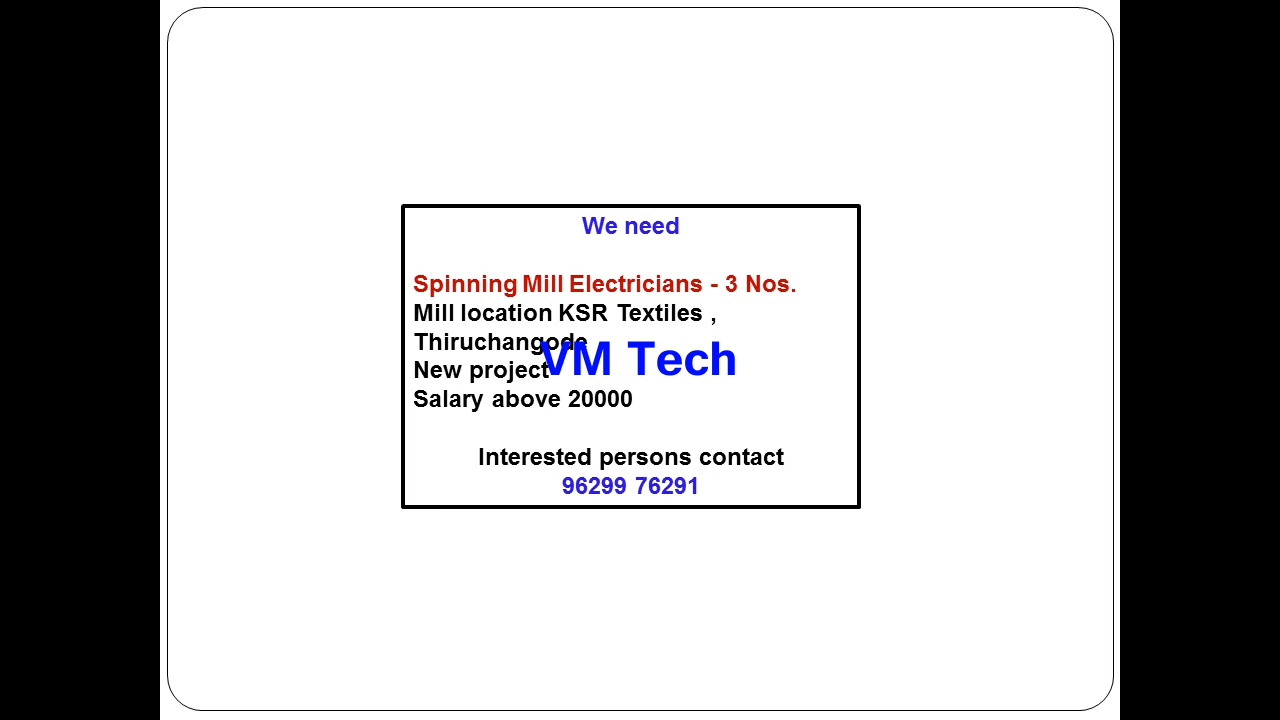 We need
Spinning Mill Electricians - 3 Nos.
Mill location KSR Textiles ,
Thiruchangode
VM Tech
New project
Salary above 20000
Interested persons contact
96299 76291